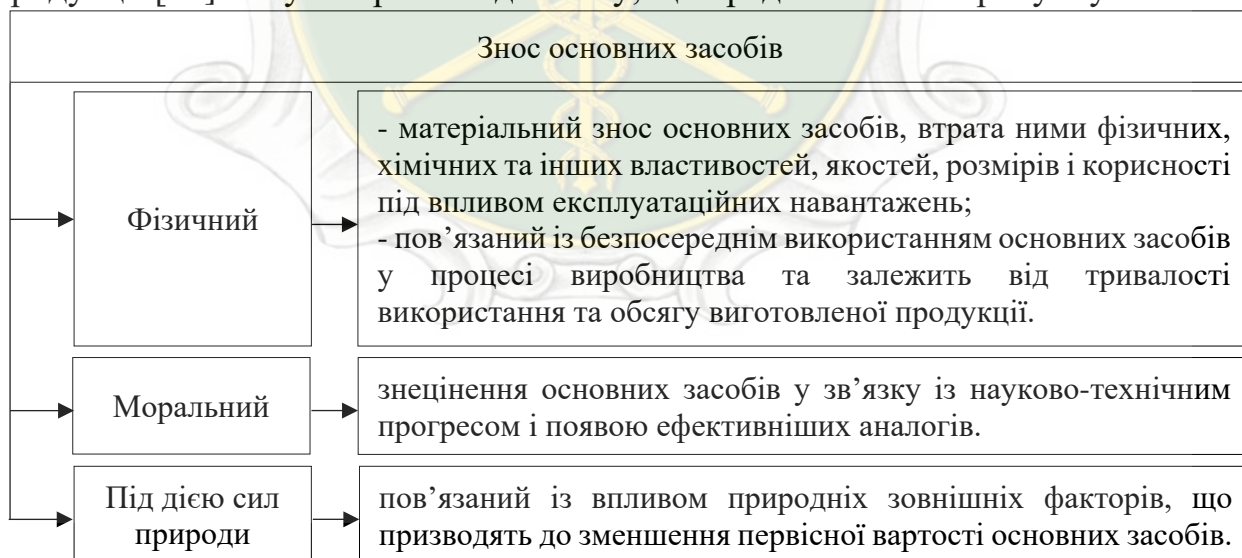 Знос основних засобів
Фізичний
- матеріальний знос основних засобів, втрата ними фізичних,
хімічних та інших властивостей, якостей, розмірів і корисності
під впливом експлуатаційних навантажень;
- пов’язаний із безпосереднім використанням основних засобів
у процесі виробництва та залежить від тривалості
використання та обсягу виготовленої продукції.
Моральний
знецінення основних засобів у зв’язку із науково-технічним
прогресом і появою ефективніших аналогів.
Під дією сил
природи
пов’язаний із впливом природніх зовнішніх факторів, що
призводять до зменшення первісної вартості основних засобів.